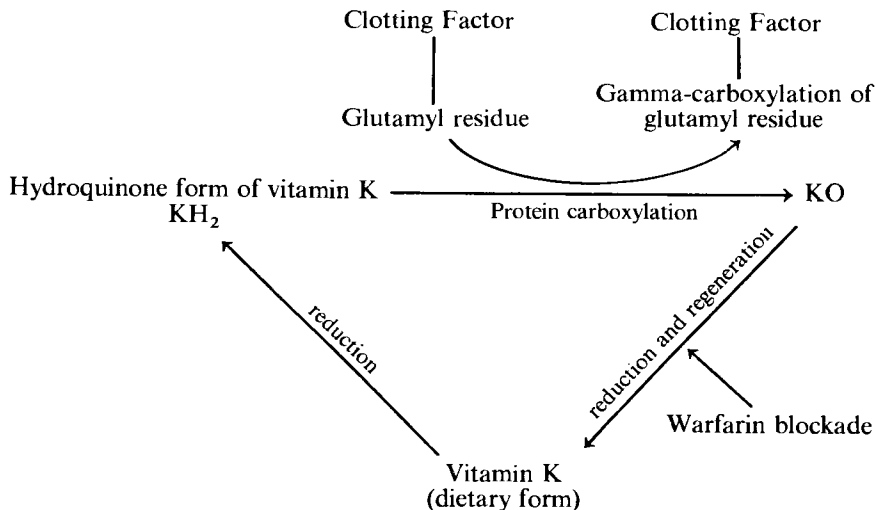 Clotting Factor
Clotting Factor
Glutamyl residue
Gamma-carboxylation of
glutamyl residue
Hydroquinone form of vitamin K
KH₂
Protein carboxylation
KO
reduction
reduction and regeneration
Warfarin blockade
Vitamin K
(dietary form)